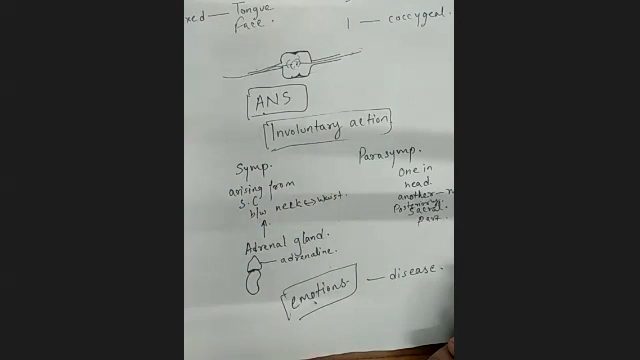 xed — Tongue
Face.
1 — coccygeal
ANS
Involuntary action
Symp.
arising from
S.C
b/w neck ↔ waist.
Parasymp.
One in
head.
another —
Sacral
part.
Adrenal gland.
adrenaline.
emotions. — disease.